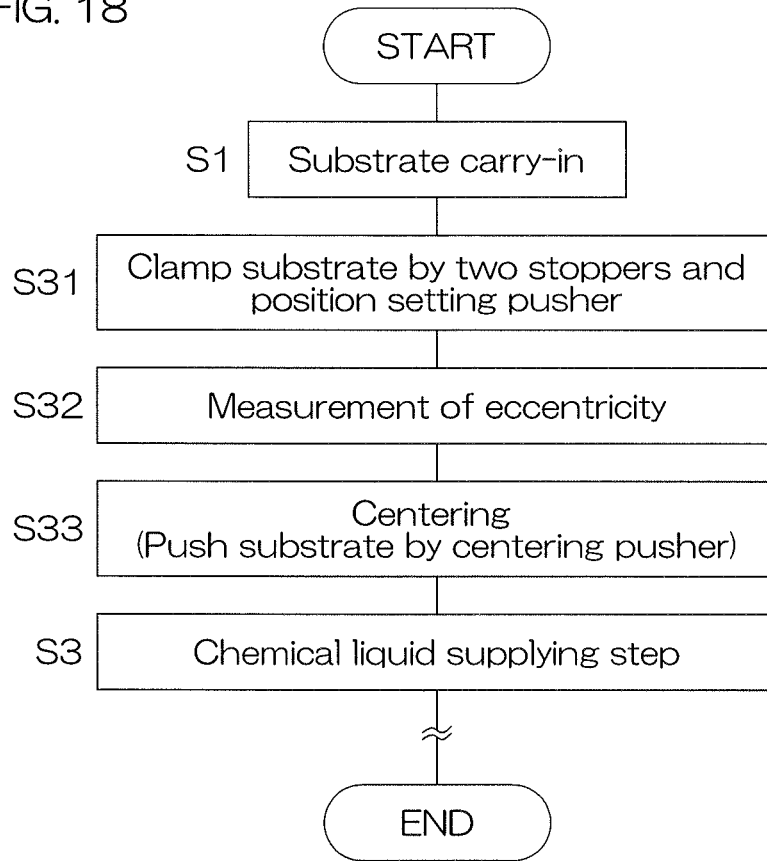 FIG. 18
START
S1 Substrate carry-in
S31 Clamp substrate by two stoppers and
position setting pusher
S32 Measurement of eccentricity
S33 Centering
(Push substrate by centering pusher)
S3 Chemical liquid supplying step
END